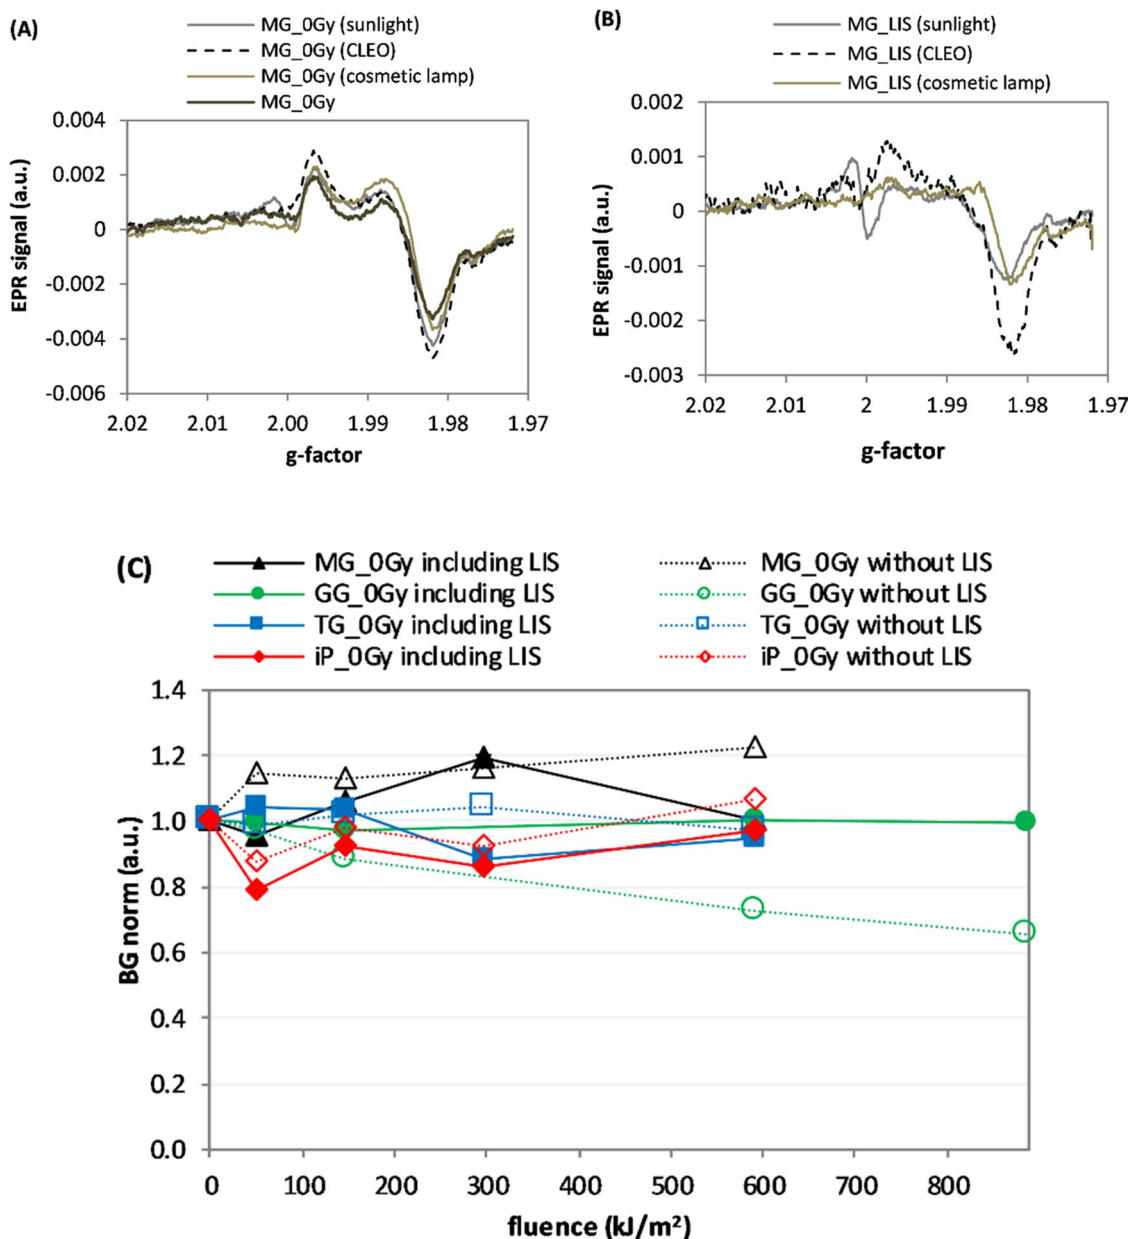 (A)
MG_0Gy (sunlight)
MG_0Gy (CLEO)
MG_0Gy (cosmetic lamp)
MG_0Gy
0.004
0.002
0
-0.002
-0.004
-0.006
EPR signal (a.u.)
2.02 2.01 2.00 1.99 1.98 1.97
g-factor
(B)
MG_LIS (sunlight)
MG_LIS (CLEO)
MG_LIS (cosmetic lamp)
0.002
0.001
0
-0.001
-0.002
-0.003
EPR signal (a.u.)
2.02 2.01 2 1.99 1.98 1.97
g-factor
(C)
MG_0Gy including LIS MG_0Gy without LIS
GG_0Gy including LIS GG_0Gy without LIS
TG_0Gy including LIS TG_0Gy without LIS
iP_0Gy including LIS iP_0Gy without LIS
1.4
1.2
1.0
0.8
0.6
0.4
0.2
0.0
BG norm (a.u.)
0 100 200 300 400 500 600 700 800
fluence (kJ/m²)